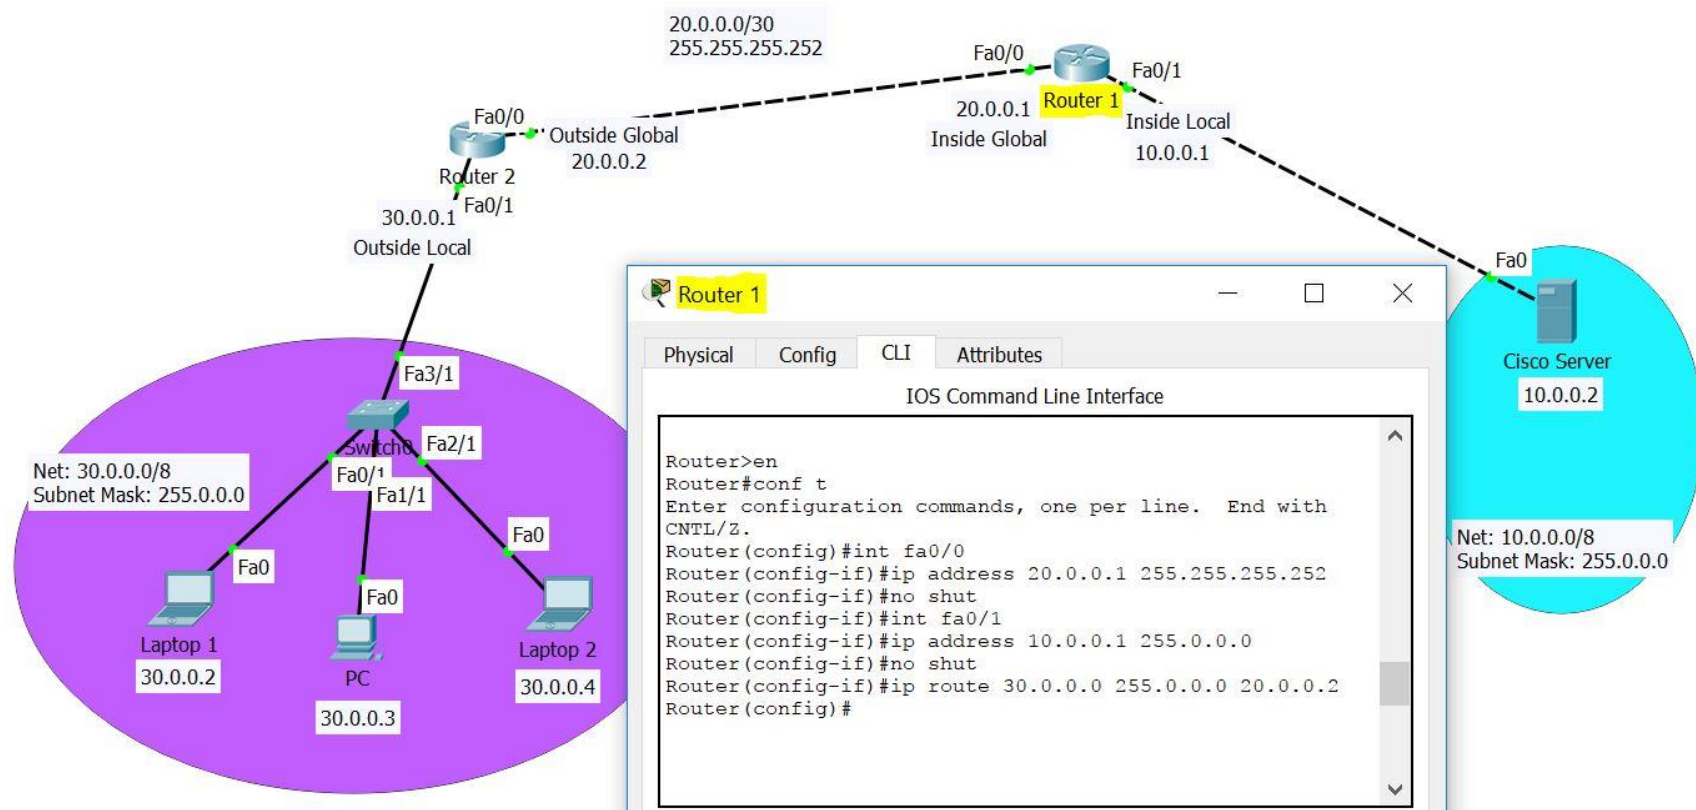 20.0.0.0/30
255.255.255.252
Fa0/0
Fa0/1
Router 1
20.0.0.1
Inside Global
Inside Local
10.0.0.1
Fa0/0
Outside Global
20.0.0.2
Router 2
Fa0/1
30.0.0.1
Outside Local
Fa0
Cisco Server
10.0.0.2
Net: 10.0.0.0/8
Subnet Mask: 255.0.0.0
Fa3/1
Switch0
Fa2/1
Fa0/1
Fa1/1
Net: 30.0.0.0/8
Subnet Mask: 255.0.0.0
Fa0
Fa0
Fa0
Laptop 1
30.0.0.2
PC
30.0.0.3
Laptop 2
30.0.0.4
Router 1
Physical Config CLI Attributes
IOS Command Line Interface
Router>en
Router#conf t
Enter configuration commands, one per line.  End with
CNTL/Z.
Router(config)#int fa0/0
Router(config-if)#ip address 20.0.0.1 255.255.255.252
Router(config-if)#no shut
Router(config-if)#int fa0/1
Router(config-if)#ip address 10.0.0.1 255.0.0.0
Router(config-if)#no shut
Router(config-if)#ip route 30.0.0.0 255.0.0.0 20.0.0.2
Router(config)#